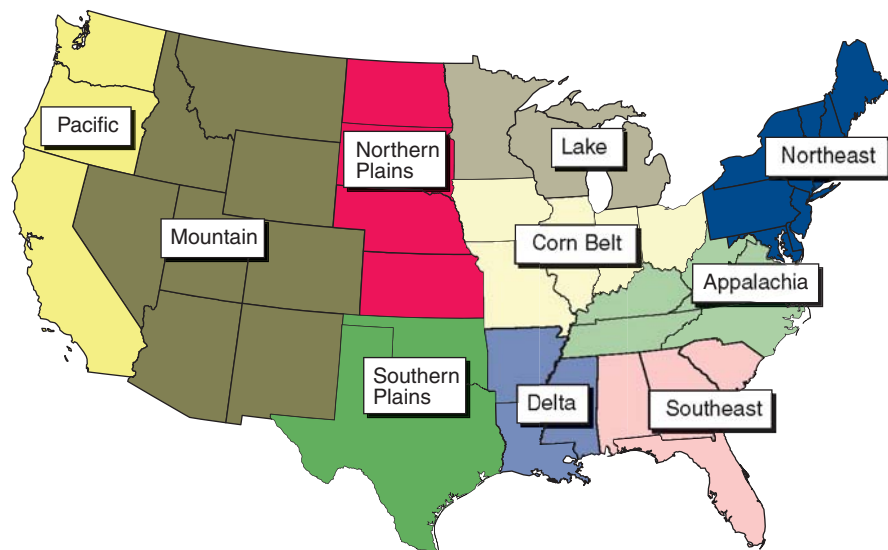 Pacific
Northern
Plains
Lake
Northeast
Mountain
Corn Belt
Appalachia
Southern
Plains
Delta
Southeast